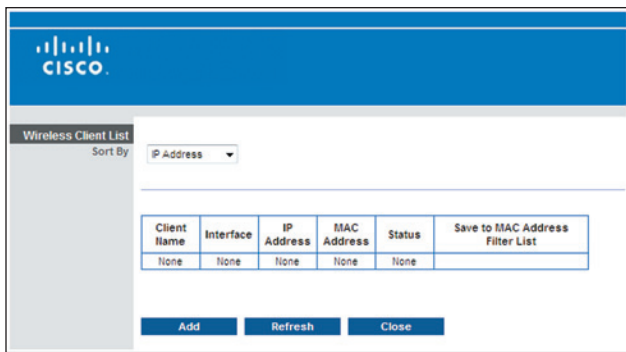 CISCO.
Wireless Client List
Sort By
IP Address
Client Name Interface IP Address MAC Address Status Save to MAC Address Filter List
None None None None None
Add Refresh Close